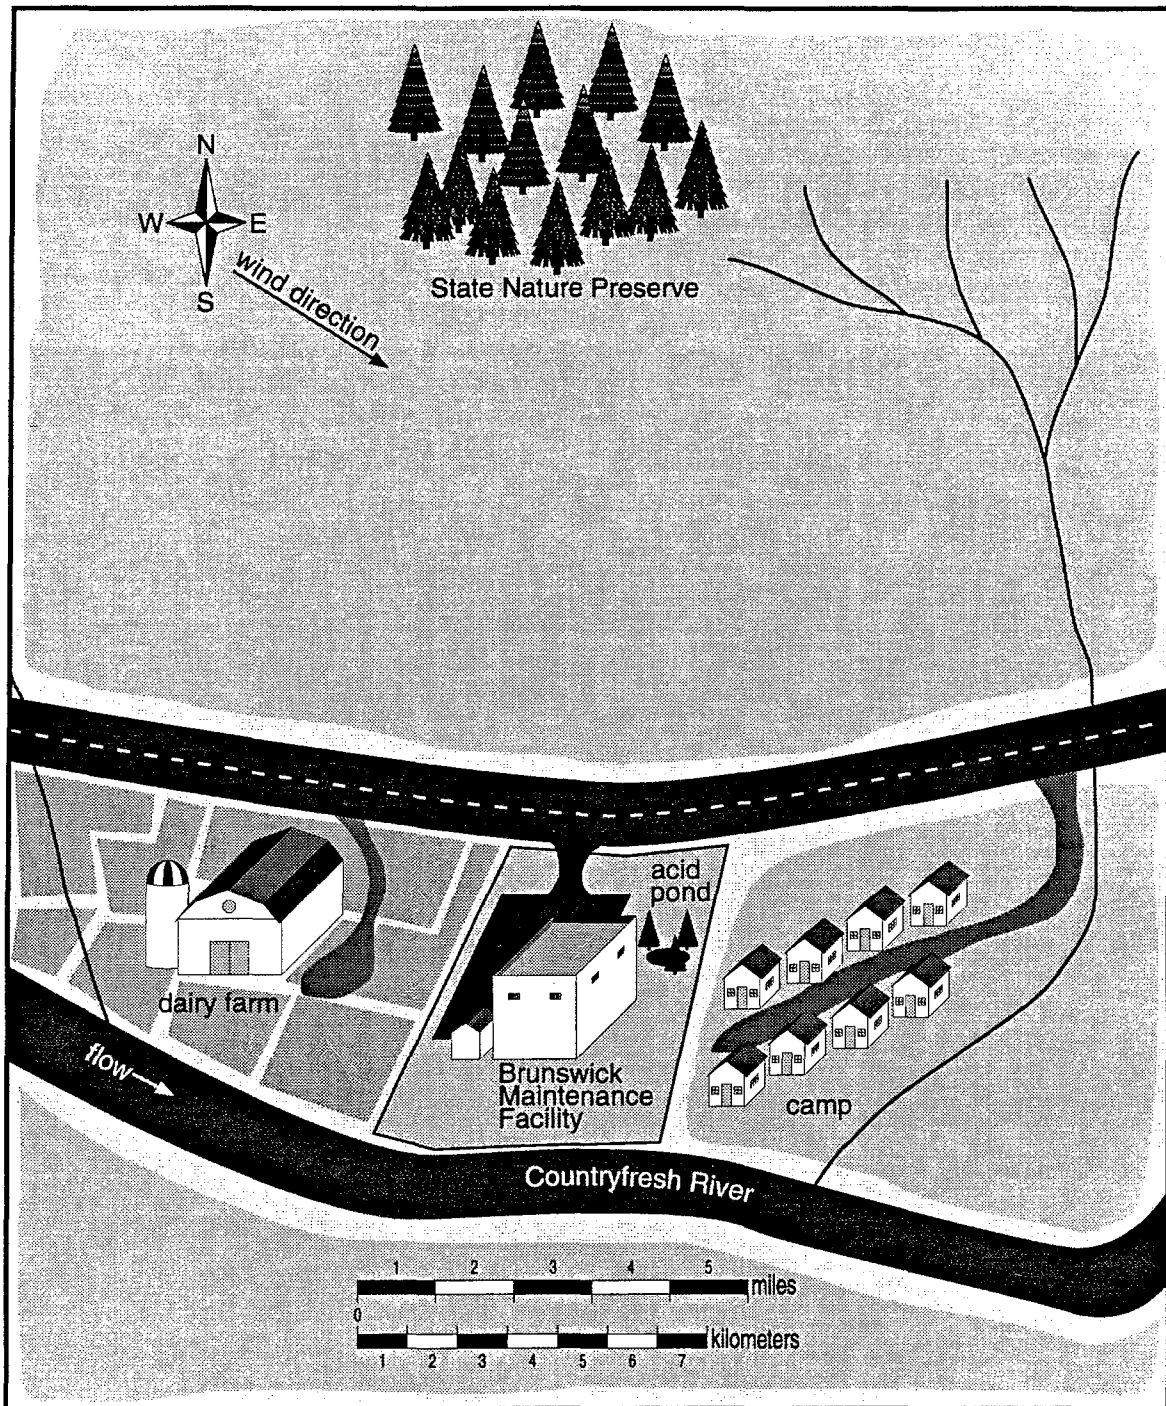 N
W E
S
wind direction
State Nature Preserve
acid
pond
dairy farm
flow
Brunswick
Maintenance
Facility
camp
Countryfresh River
1 2 3 4 5
miles
0
kilometers
1 2 3 4 5 6 7